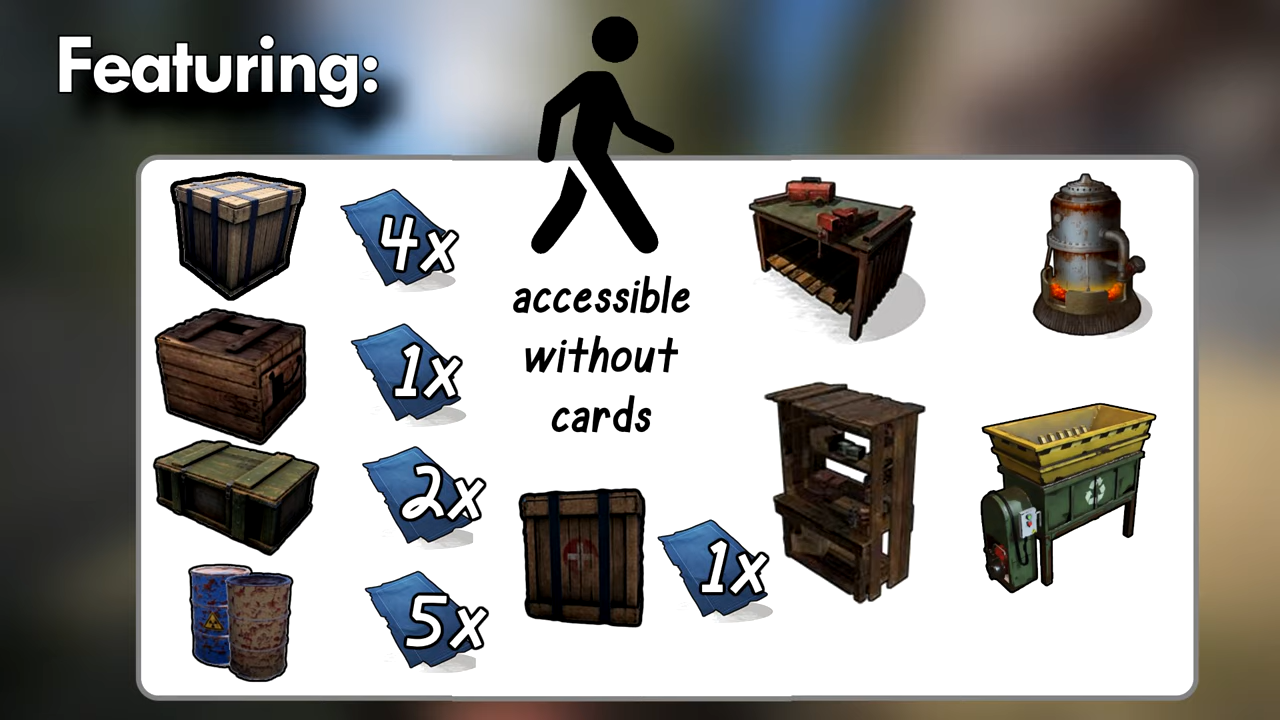 Featuring:
4x
accessible
without
cards
1x
2x
1x
5x